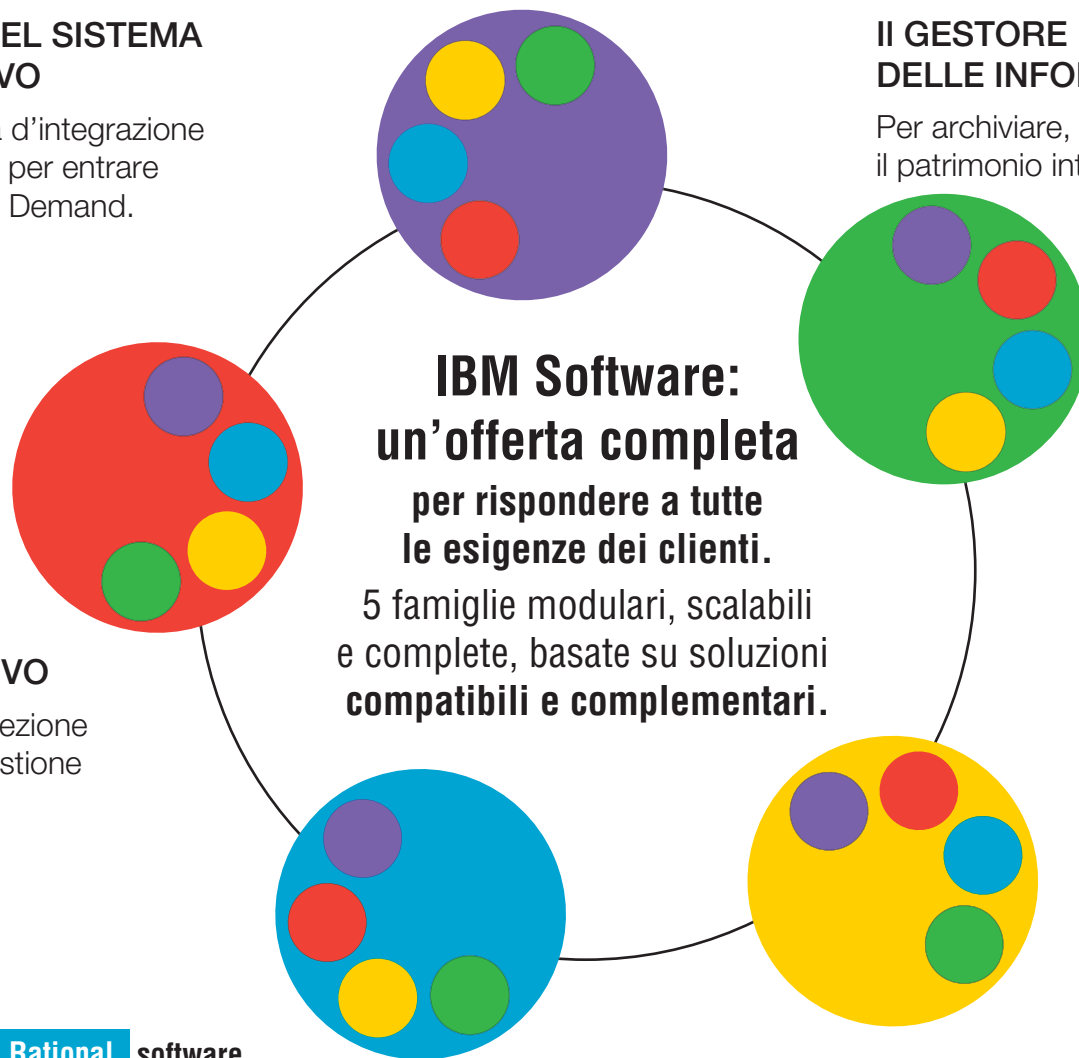 EL SISTEMA
VO
d'integrazione
per entrare
Demand.
Il GESTORE
DELLE INFO
Per archiviare,
il patrimonio int
IBM Software:
un'offerta completa
per rispondere a tutte
le esigenze dei clienti.
5 famiglie modulari, scalabili
e complete, basate su soluzioni
compatibili e complementari.
VO
ezione
stione
Rational software